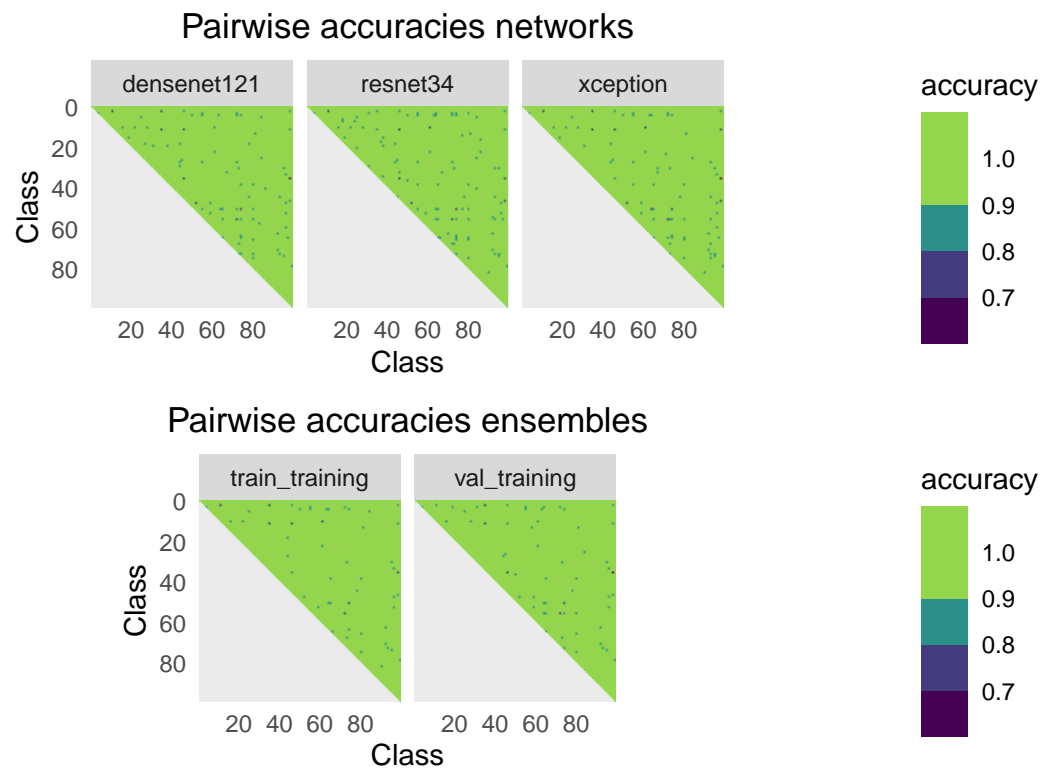 Pairwise accuracies networks
densenet121 resnet34 xception
accuracy
0
20
40
60
80
Class
20 40 60 80 20 40 60 80 20 40 60 80
Class
1.0
0.9
0.8
0.7
Pairwise accuracies ensembles
train_training val_training
accuracy
0
20
40
60
80
Class
20 40 60 80 20 40 60 80
Class
1.0
0.9
0.8
0.7